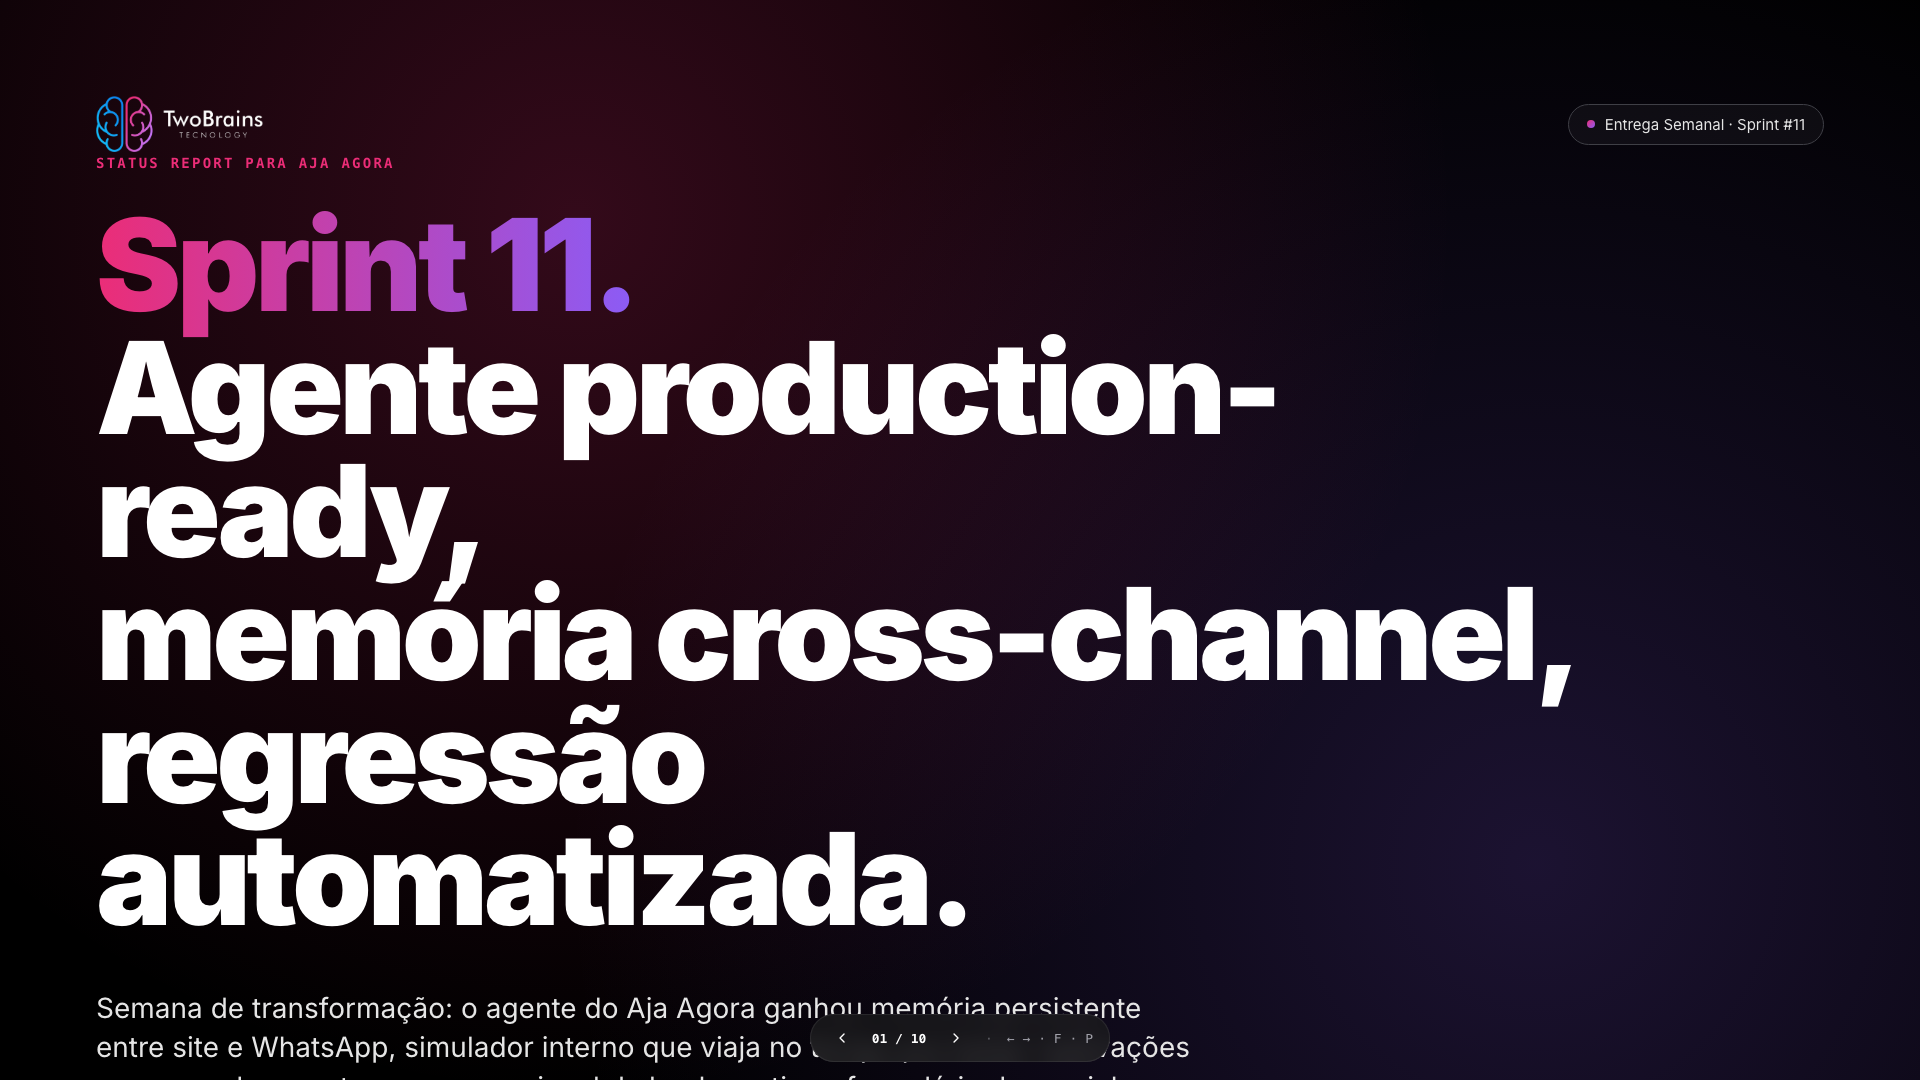 TwoBrains
TECNOLOGY
STATUS REPORT PARA AJA AGORA
Entrega Semanal · Sprint #11
Sprint 11.
Agente production-
ready,
memória cross-channel,
regressão
automatizada.
Semana de transformação: o agente do Aja Agora ganhou memória persistente
entre site e WhatsApp, simulador interno que viaja no
01 / 10
· ← → · F · P